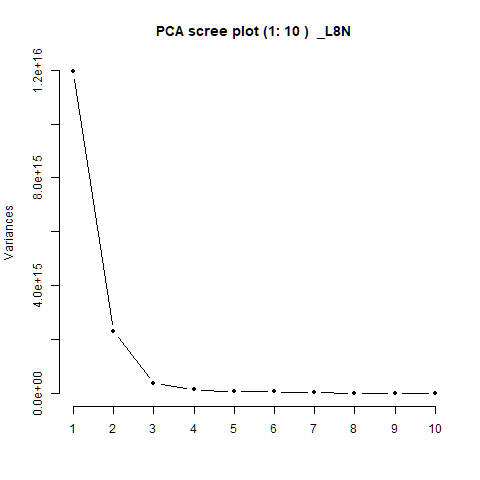 PCA scree plot (1: 10 ) _L8N
Variances
1.2e+16
8.0e+15
4.0e+15
0.0e+00
1 2 3 4 5 6 7 8 9 10